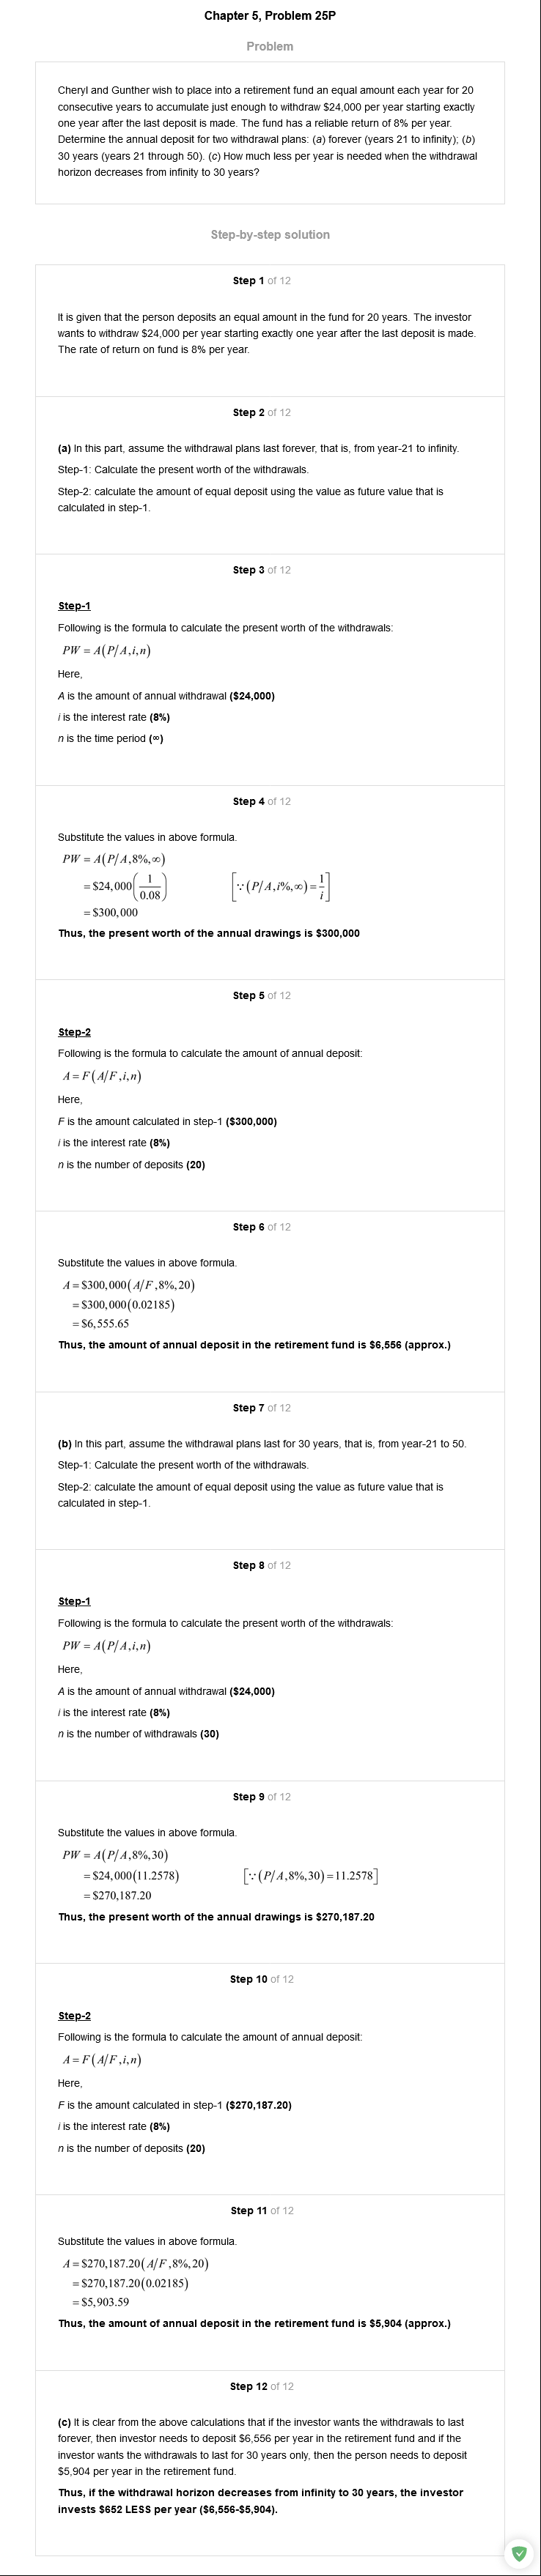 Chapter 5, Problem 25P
Problem
Cheryl and Gunther wish to place into a retirement fund an equal amount each year for 20
consecutive years to accumulate just enough to withdraw $24,000 per year starting exactly
one year after the last deposit is made. The fund has a reliable return of 8% per year.
Determine the annual deposit for two withdrawal plans: (a) forever (years 21 to infinity); (b)
30 years (years 21 through 50). (c) How much less per year is needed when the withdrawal
horizon decreases from infinity to 30 years?
Step-by-step solution
Step 1 of 12
It is given that the person deposits an equal amount in the fund for 20 years. The investor
wants to withdraw $24,000 per year starting exactly one year after the last deposit is made.
The rate of return on fund is 8% per year.
Step 2 of 12
(a) In this part, assume the withdrawal plans last forever, that is, from year-21 to infinity.
Step-1: Calculate the present worth of the withdrawals.
Step-2: calculate the amount of equal deposit using the value as future value that is
calculated in step-1.
Step 3 of 12
Step-1
Following is the formula to calculate the present worth of the withdrawals:
PW = A(P/A,i,n)
Here,
A is the amount of annual withdrawal ($24,000)
i is the interest rate (8%)
n is the time period (∞)
Step 4 of 12
Substitute the values in above formula.
PW = A(P/A,8%,∞)
= $24,000(1/0.08) [∵(P/A,i%,∞)=1/i]
= $300,000
Thus, the present worth of the annual drawings is $300,000
Step 5 of 12
Step-2
Following is the formula to calculate the amount of annual deposit:
A = F(A/F,i,n)
Here,
F is the amount calculated in step-1 ($300,000)
i is the interest rate (8%)
n is the number of deposits (20)
Step 6 of 12
Substitute the values in above formula.
A = $300,000(A/F,8%,20)
= $300,000(0.02185)
= $6,555.65
Thus, the amount of annual deposit in the retirement fund is $6,556 (approx.)
Step 7 of 12
(b) In this part, assume the withdrawal plans last for 30 years, that is, from year-21 to 50.
Step-1: Calculate the present worth of the withdrawals.
Step-2: calculate the amount of equal deposit using the value as future value that is
calculated in step-1.
Step 8 of 12
Step-1
Following is the formula to calculate the present worth of the withdrawals:
PW = A(P/A,i,n)
Here,
A is the amount of annual withdrawal ($24,000)
i is the interest rate (8%)
n is the number of withdrawals (30)
Step 9 of 12
Substitute the values in above formula.
PW = A(P/A,8%,30)
= $24,000(11.2578) [∵(P/A,8%,30)=11.2578]
= $270,187.20
Thus, the present worth of the annual drawings is $270,187.20
Step 10 of 12
Step-2
Following is the formula to calculate the amount of annual deposit:
A = F(A/F,i,n)
Here,
F is the amount calculated in step-1 ($270,187.20)
i is the interest rate (8%)
n is the number of deposits (20)
Step 11 of 12
Substitute the values in above formula.
A = $270,187.20(A/F,8%,20)
= $270,187.20(0.02185)
= $5,903.59
Thus, the amount of annual deposit in the retirement fund is $5,904 (approx.)
Step 12 of 12
(c) It is clear from the above calculations that if the investor wants the withdrawals to last
forever, then investor needs to deposit $6,556 per year in the retirement fund and if the
investor wants the withdrawals to last for 30 years only, then the person needs to deposit
$5,904 per year in the retirement fund.
Thus, if the withdrawal horizon decreases from infinity to 30 years, the investor
invests $652 LESS per year ($6,556-$5,904).